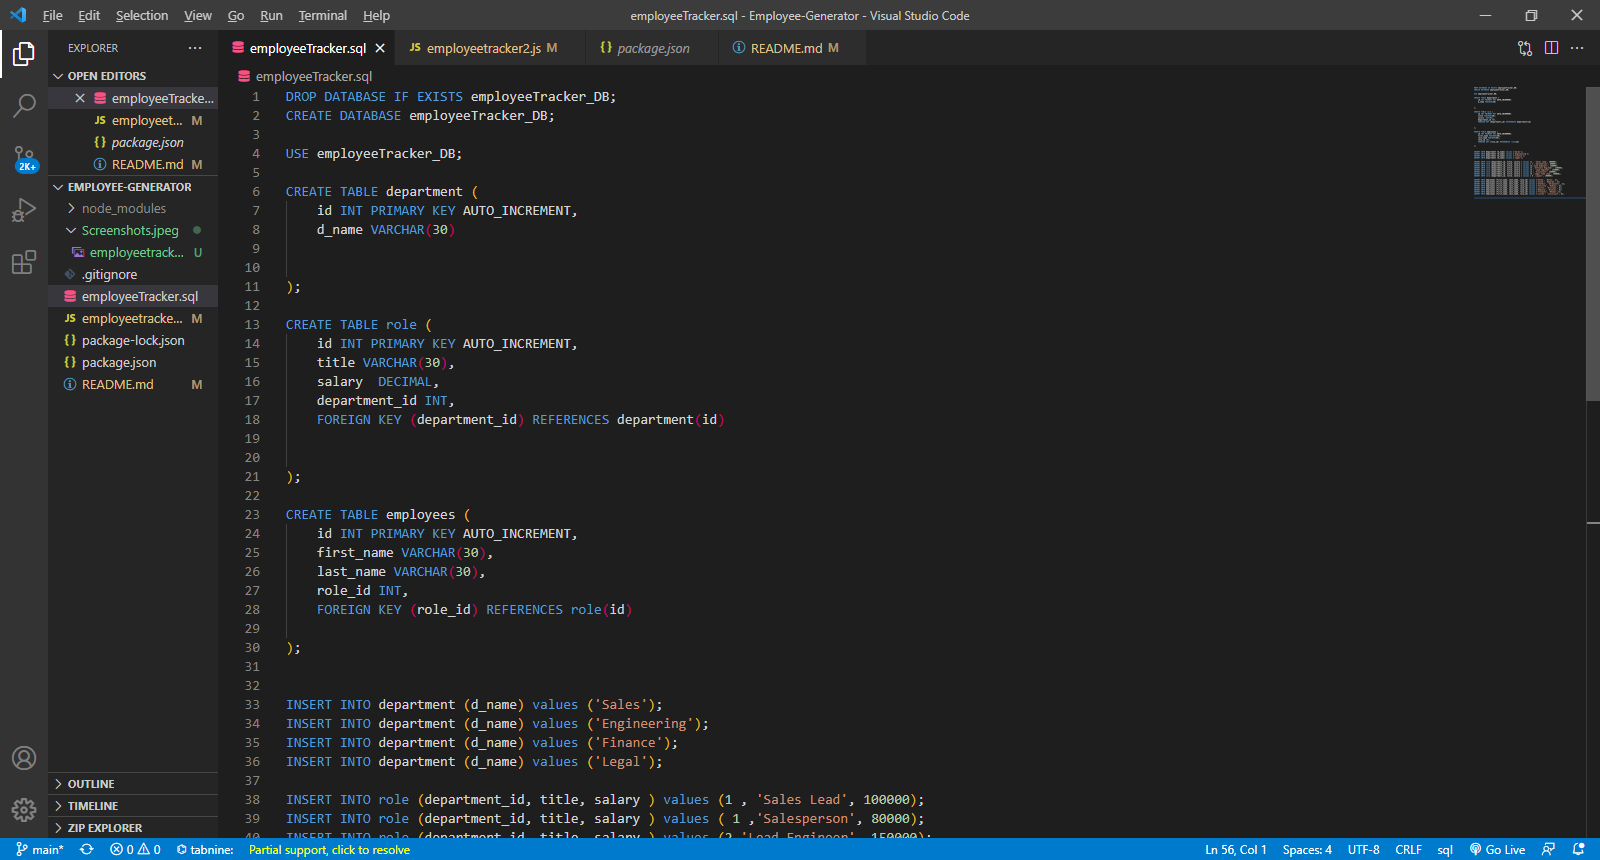 File Edit Selection View Go Run Terminal Help
employeeTracker.sql - Employee-Generator - Visual Studio Code
EXPLORER
OPEN EDITORS
employeeTracke...
JS employeet... M
{} package.json
README.md M
EMPLOYEE-GENERATOR
node_modules
Screenshots.jpeg
employeetrack... U
.gitignore
employeeTracker.sql
JS employeetracke... M
{} package-lock.json
{} package.json
README.md M
OUTLINE
TIMELINE
ZIP EXPLORER
2K+
employeeTracker.sql
JS employeetracker2.js M
{} package.json
README.md M
employeeTracker.sql
1 DROP DATABASE IF EXISTS employeeTracker_DB;
2 CREATE DATABASE employeeTracker_DB;
3
4 USE employeeTracker_DB;
5
6 CREATE TABLE department (
7 id INT PRIMARY KEY AUTO_INCREMENT,
8 d_name VARCHAR(30)
9
10
11 );
12
13 CREATE TABLE role (
14 id INT PRIMARY KEY AUTO_INCREMENT,
15 title VARCHAR(30),
16 salary  DECIMAL,
17 department_id INT,
18 FOREIGN KEY (department_id) REFERENCES department(id)
19
20
21 );
22
23 CREATE TABLE employees (
24 id INT PRIMARY KEY AUTO_INCREMENT,
25 first_name VARCHAR(30),
26 last_name VARCHAR(30),
27 role_id INT,
28 FOREIGN KEY (role_id) REFERENCES role(id)
29
30 );
31
32
33 INSERT INTO department (d_name) values ('Sales');
34 INSERT INTO department (d_name) values ('Engineering');
35 INSERT INTO department (d_name) values ('Finance');
36 INSERT INTO department (d_name) values ('Legal');
37
38 INSERT INTO role (department_id, title, salary ) values (1 , 'Sales Lead', 100000);
39 INSERT INTO role (department_id, title, salary ) values ( 1 ,'Salesperson', 80000);
40 INSERT INTO role (department_id, title, salary ) values (2,'Lead Engineer', 150000);
main* 0 0 tabnine: Partial support, click to resolve
Ln 56, Col 1 Spaces: 4 UTF-8 CRLF sql Go Live